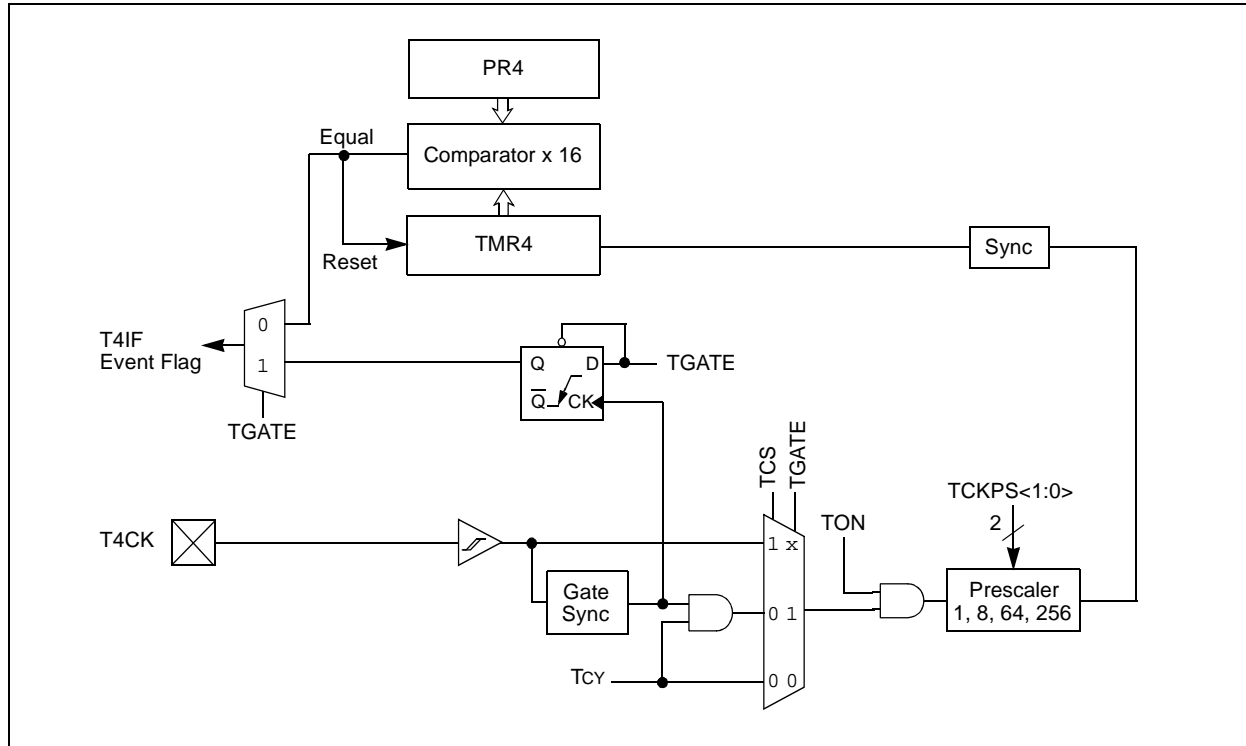 PR4
Equal
Comparator x 16
TMR4
Reset
Sync
T4IF
Event Flag
0
1
TGATE
Q
D
TGATE
Q̅
CK
TCS
TGATE
TCKPS<1:0>
2
TON
T4CK
1 x
Gate
Sync
0 1
Prescaler
1, 8, 64, 256
TCY
0 0